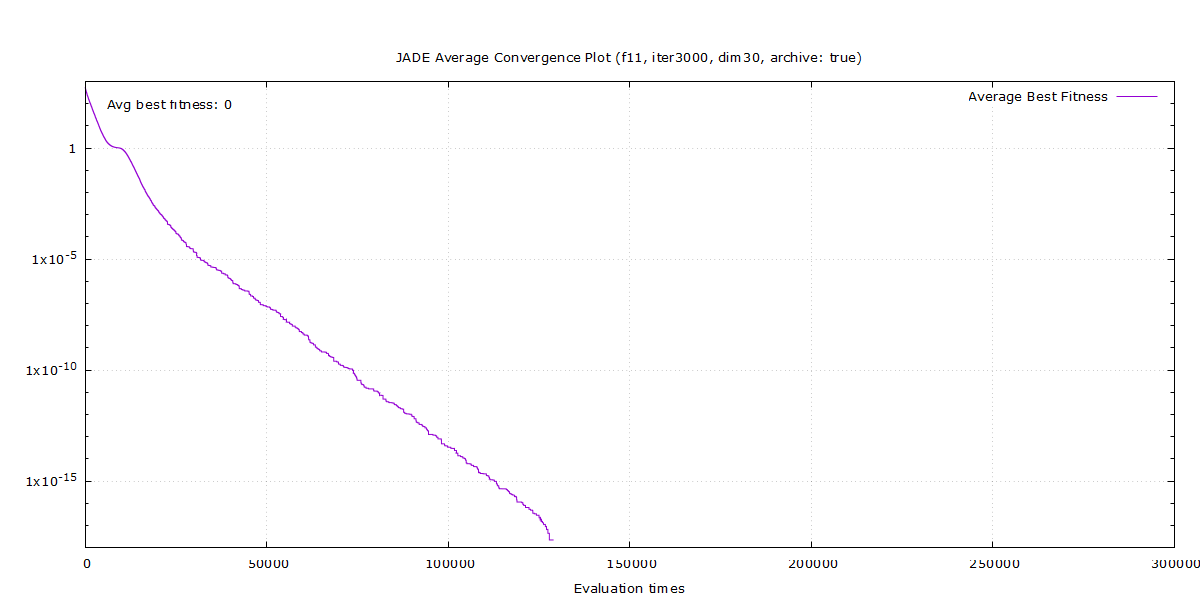 JADE Average Convergence Plot (f11, iter3000, dim30, archive: true)
Average Best Fitness
Avg best fitness: 0
1
1x10^-5
1x10^-10
1x10^-15
0 50000 100000 150000 200000 250000 300000
Evaluation times